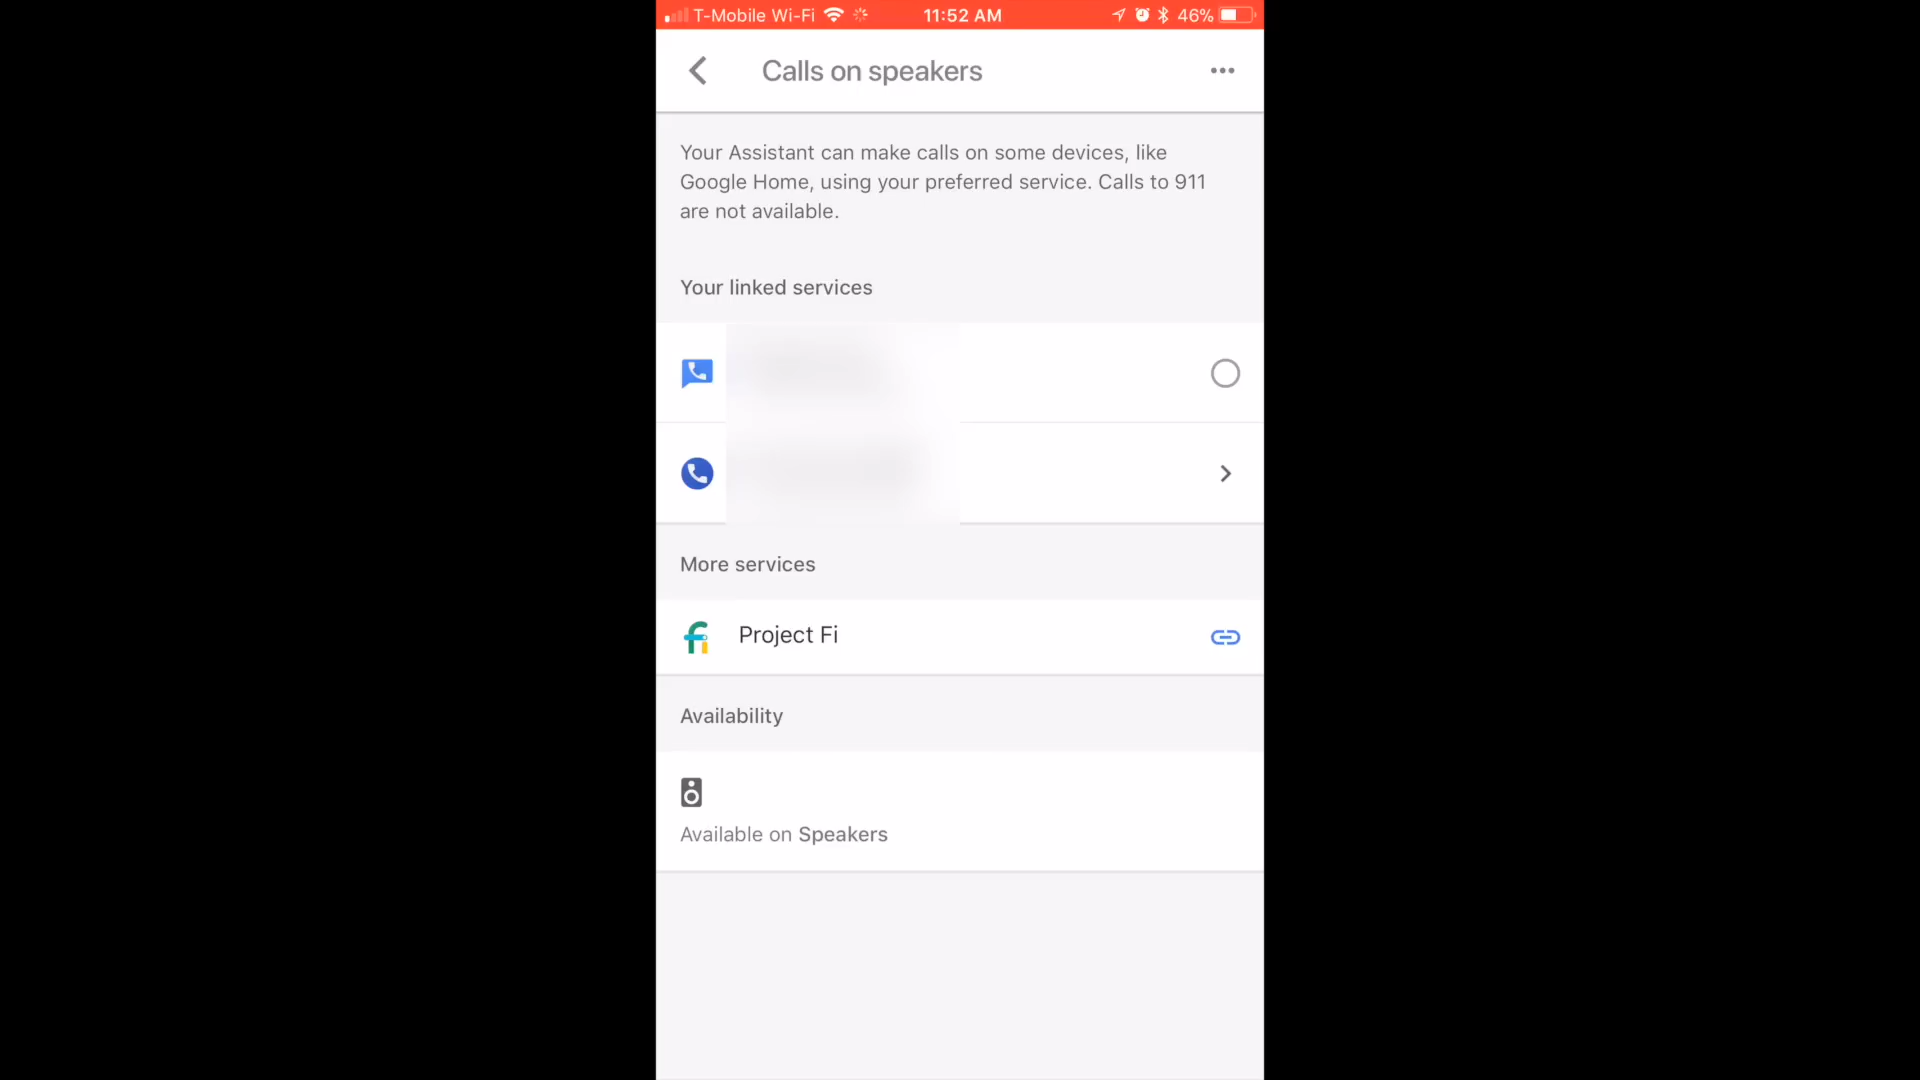 T-Mobile Wi-Fi 11:52 AM 46%
Calls on speakers
Your Assistant can make calls on some devices, like
Google Home, using your preferred service. Calls to 911
are not available.
Your linked services
More services
Project Fi
Availability
Available on Speakers